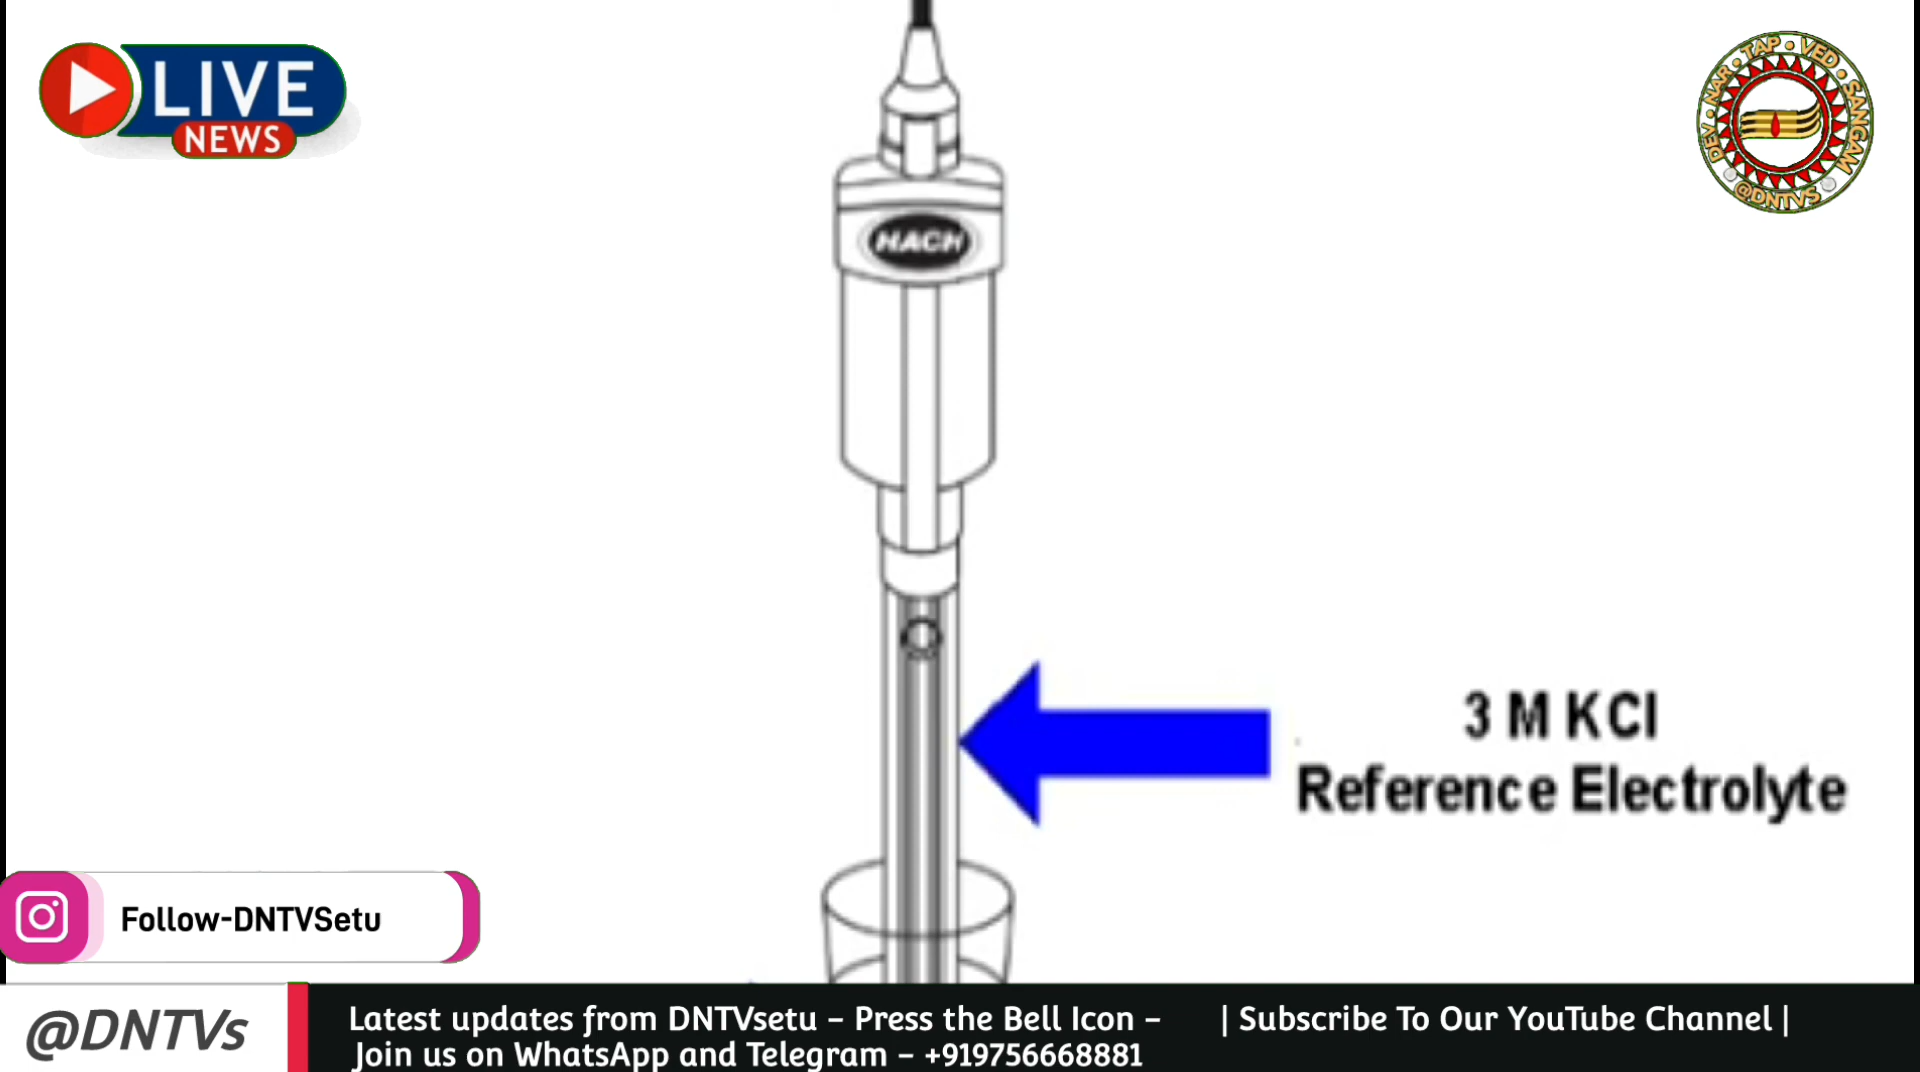 LIVE
NEWS
DEV • NAR • TAP • VED • SANGAM
@DNTVS
HACH
3 M KCl
Reference Electrolyte
Follow-DNTVSetu
@DNTVs
Latest updates from DNTVsetu – Press the Bell Icon –
| Subscribe To Our YouTube Channel |
Join us on WhatsApp and Telegram – +919756668881